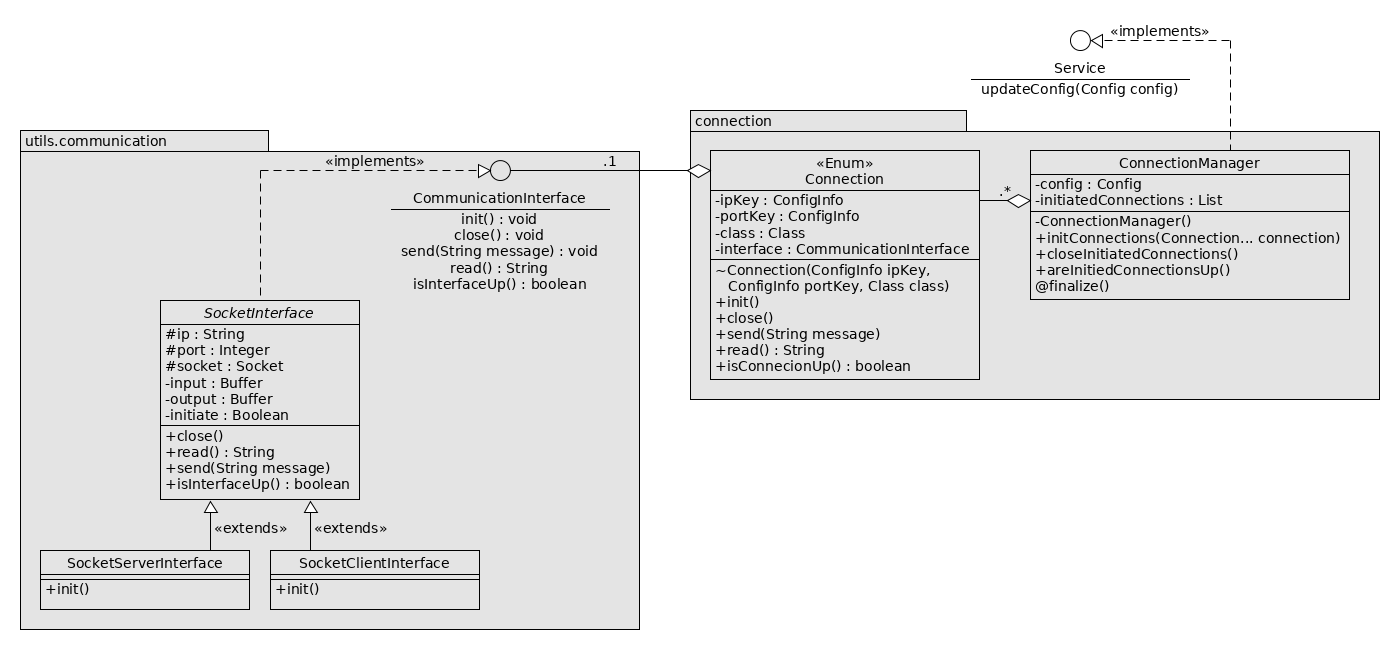 «implements»
Service
updateConfig(Config config)
connection
«Enum»
Connection
-ipKey : ConfigInfo
-portKey : ConfigInfo
-class : Class
-interface : CommunicationInterface
~Connection(ConfigInfo ipKey,
ConfigInfo portKey, Class class)
+init()
+close()
+send(String message)
+read() : String
+isConnecionUp() : boolean
.*
ConnectionManager
-config : Config
-initiatedConnections : List
-ConnectionManager()
+initConnections(Connection... connection)
+closeInitiatedConnections()
+areInitiedConnectionsUp()
@finalize()
utils.communication
«implements»
.1
CommunicationInterface
init() : void
close() : void
send(String message) : void
read() : String
isInterfaceUp() : boolean
SocketInterface
#ip : String
#port : Integer
#socket : Socket
-input : Buffer
-output : Buffer
-initiate : Boolean
+close()
+read() : String
+send(String message)
+isInterfaceUp() : boolean
«extends»
«extends»
SocketServerInterface
+init()
SocketClientInterface
+init()